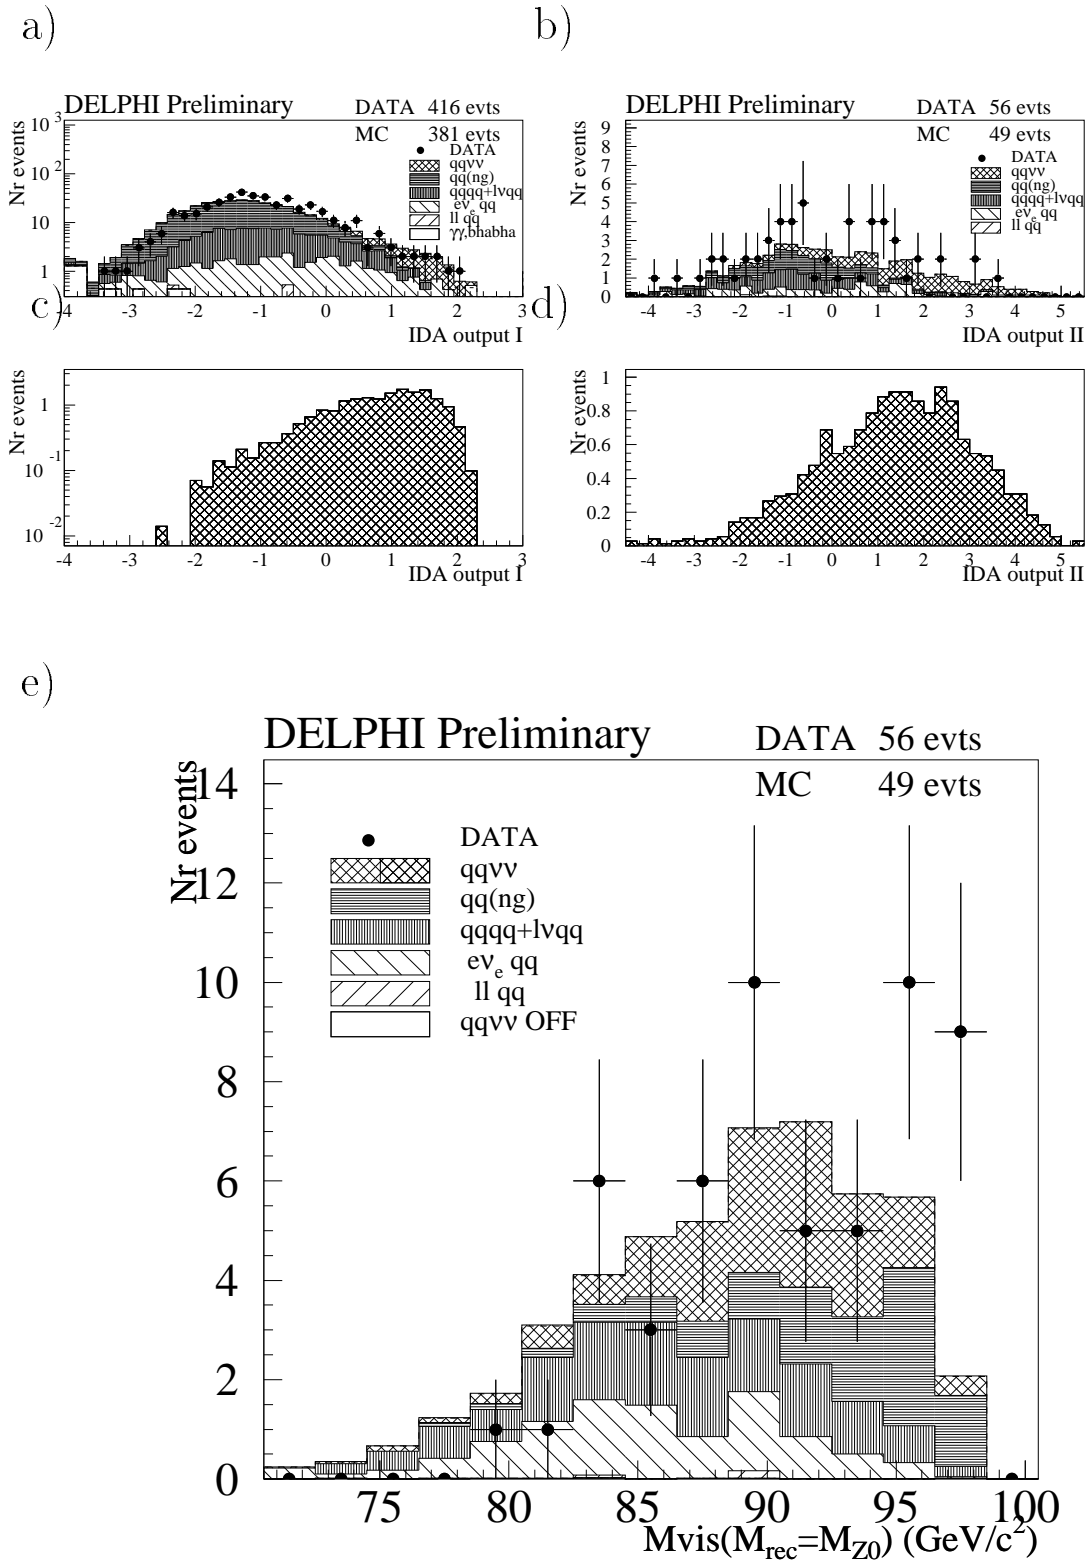 a)
DELPHI Preliminary
DATA 416 evts
MC 381 evts
Nr events
10 3
10 2
10
1
DATA
qqνν
qq(ng)
qqqq+lνqq
eνe qq
ll qq
γγ,bhabha
-4 -3 -2 -1 0 1 2 3
IDA output I
b)
DELPHI Preliminary
DATA 56 evts
MC 49 evts
Nr events
9
8
7
6
5
4
3
2
1
0
DATA
qqνν
qq(ng)
qqqq+lνqq
eνe qq
ll qq
-4 -3 -2 -1 0 1 2 3 4 5
IDA output II
c)
Nr events
1
10 -1
10 -2
-4 -3 -2 -1 0 1 2 3
IDA output I
d)
Nr events
1
0.8
0.6
0.4
0.2
0
-4 -3 -2 -1 0 1 2 3 4 5
IDA output II
e)
DELPHI Preliminary
DATA 56 evts
MC 49 evts
Nr events
14
12
10
8
6
4
2
0
DATA
qqνν
qq(ng)
qqqq+lνqq
eνe qq
ll qq
qqνν OFF
75 80 85 90 95 100
Mvis(Mrec=MZ0) (GeV/c2)